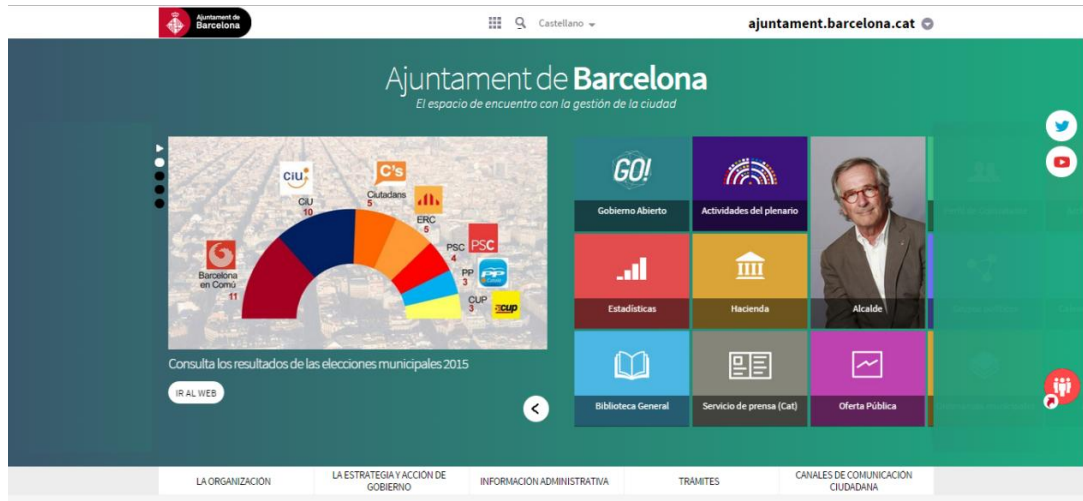 Ajuntament de
Barcelona
Castellano
ajuntament.barcelona.cat
Ajuntament de Barcelona
El espacio de encuentro con la gestión de la ciudad
CiU
CiU
10
C's
Ciutadans
5
ERC
5
PSC
4
PSC
PP
3
PP
CUP
3
cup
Barcelona
en Comú
11
Consulta los resultados de las elecciones municipales 2015
IR AL WEB
GO!
Gobierno Abierto
Actividades del plenario
Alcalde
Estadísticas
Hacienda
Biblioteca General
Servicio de prensa (Cat)
Oferta Pública
LA ORGANIZACIÓN
LA ESTRATEGIA Y ACCIÓN DE
GOBIERNO
INFORMACIÓN ADMINISTRATIVA
TRÁMITES
CANALES DE COMUNICACIÓN
CIUDADANA